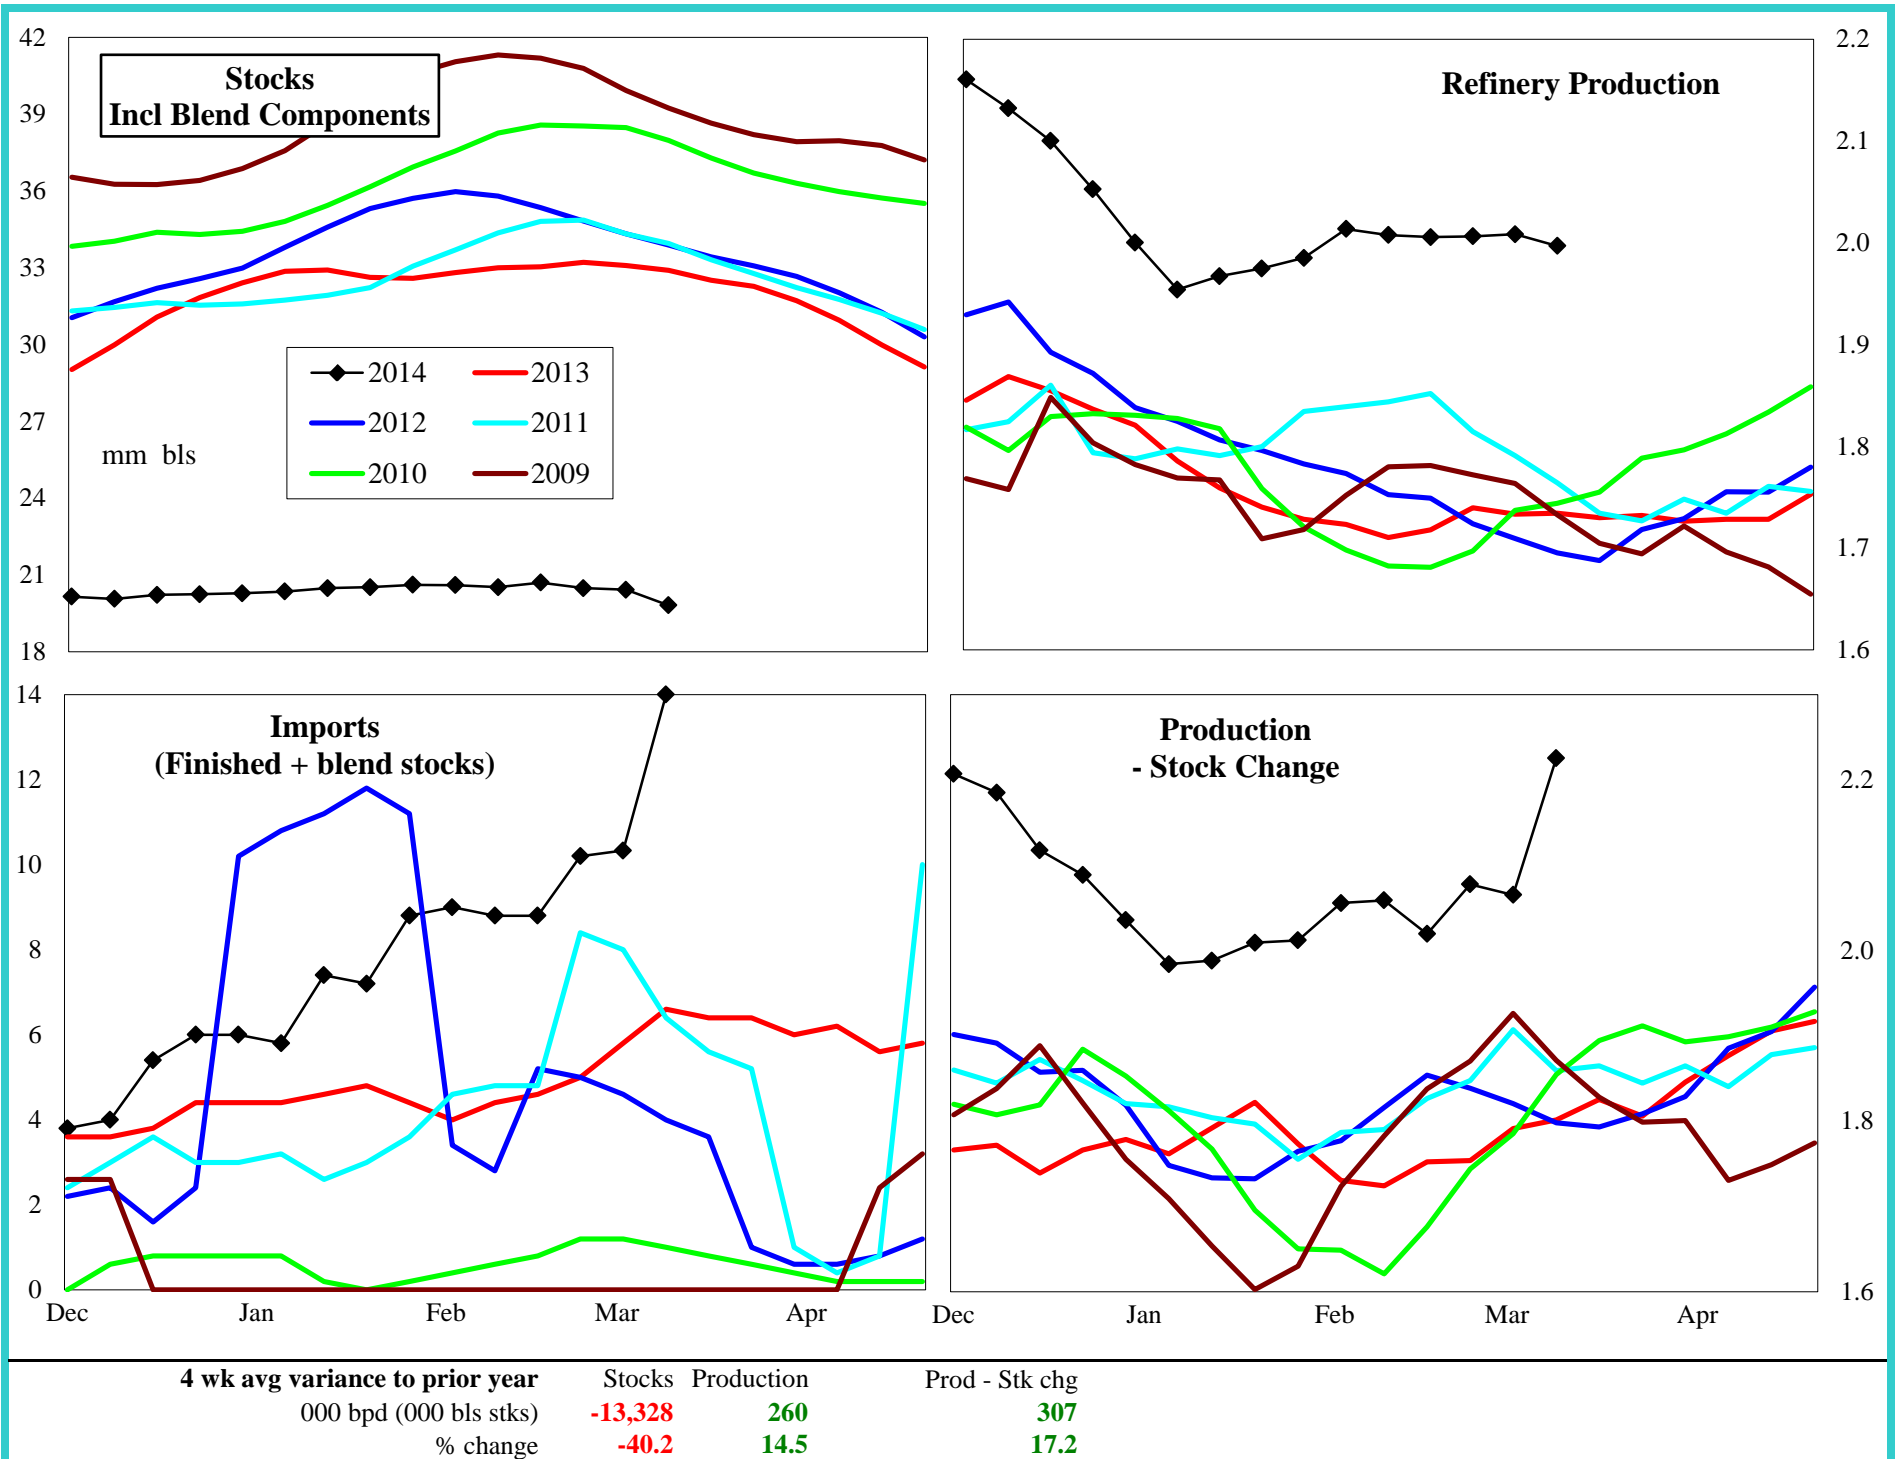 Stocks
Incl Blend Components
42
39
36
33
30
27
24
21
18
2014
2013
2012
2011
2010
2009
mm bls
Refinery Production
2.2
2.1
2.0
1.9
1.8
1.7
1.6
Imports
(Finished + blend stocks)
14
12
10
8
6
4
2
0
Dec Jan Feb Mar Apr
Production
- Stock Change
2.2
2.0
1.8
1.6
Dec Jan Feb Mar Apr
4 wk avg variance to prior year Stocks Production Prod - Stk chg
000 bpd (000 bls stks) -13,328 260 307
% change -40.2 14.5 17.2